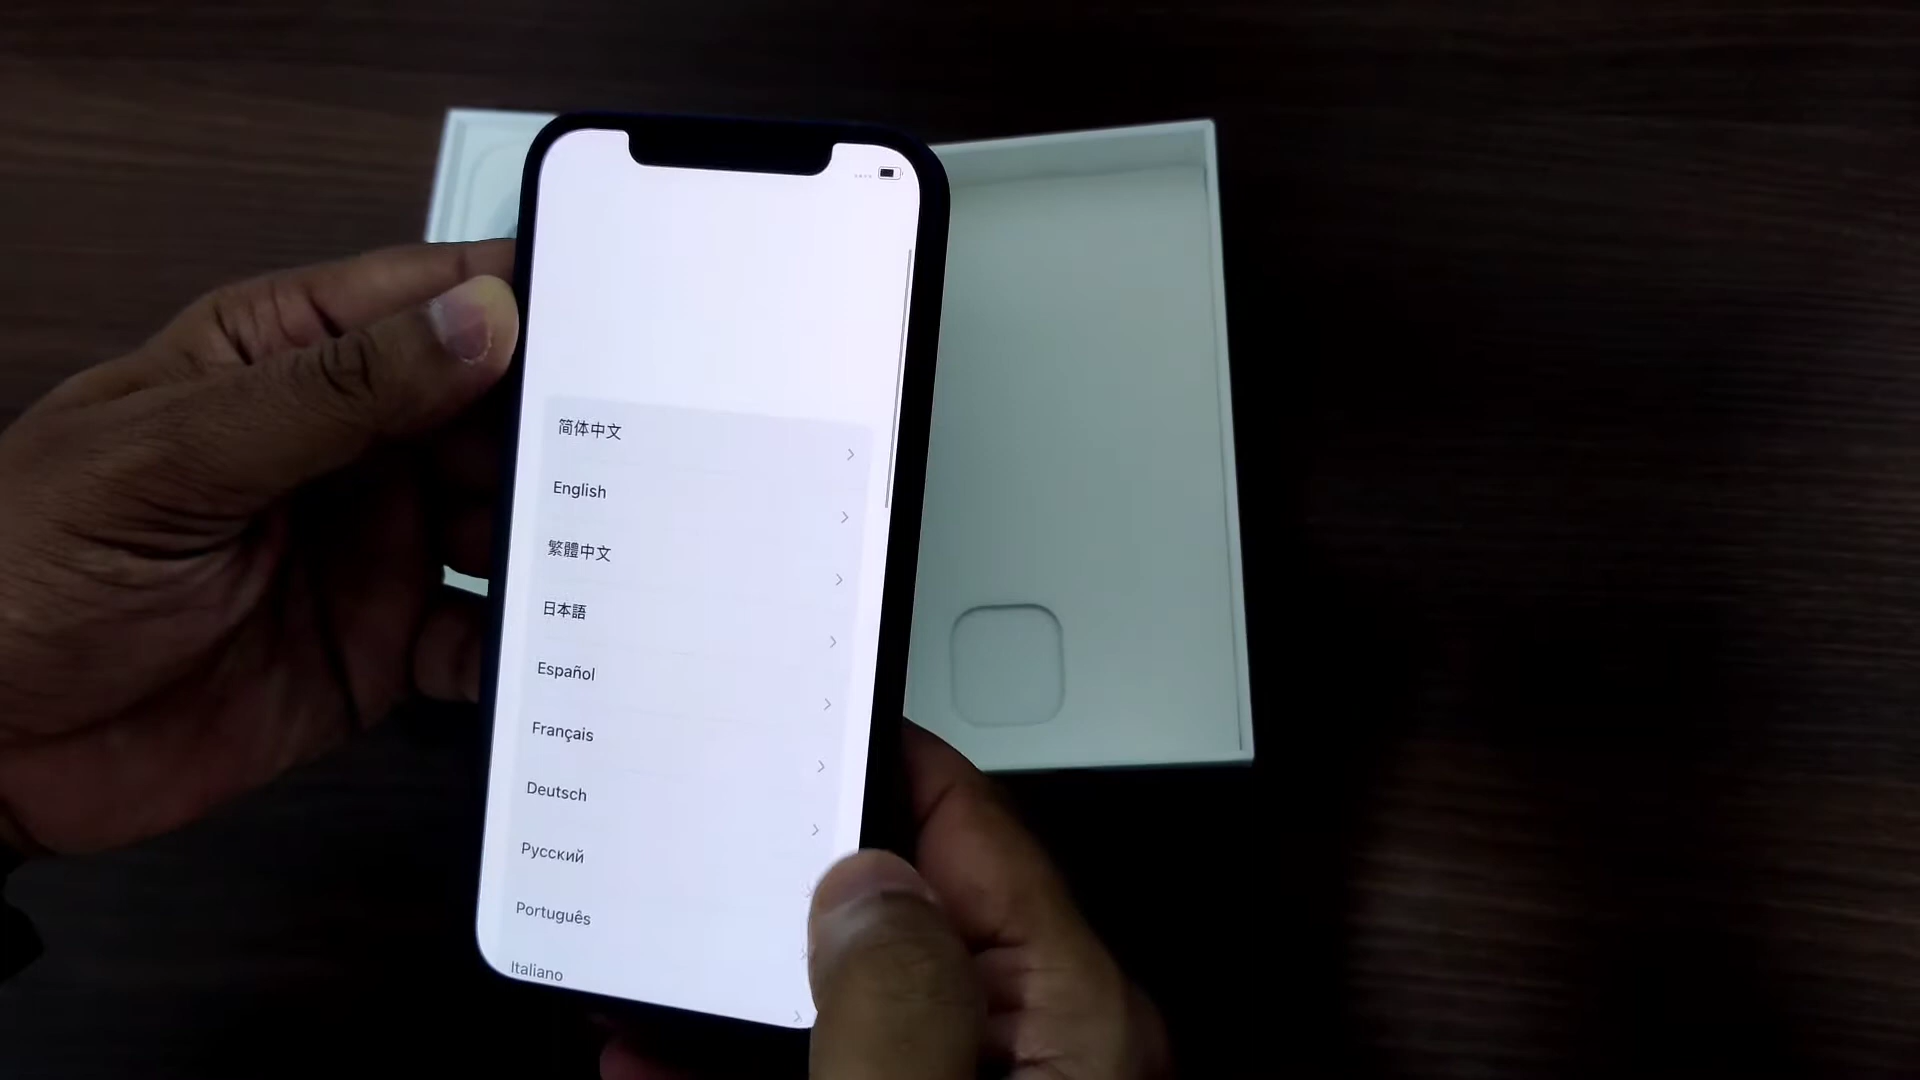 简体中文
English
繁體中文
日本語
Español
Français
Deutsch
Русский
Português
Italiano